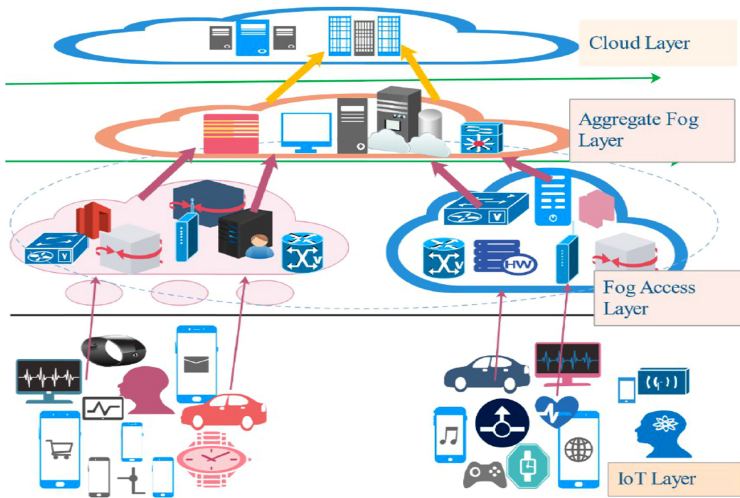 Cloud Layer
Aggregate Fog
Layer
V
V
V
HW
V
Fog Access
Layer
IoT Layer